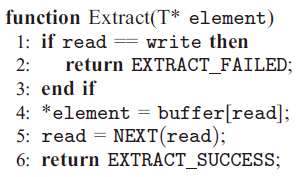 function Extract(T* element)
1: if read == write then
2: return EXTRACT_FAILED;
3: end if
4: *element = buffer[read];
5: read = NEXT(read);
6: return EXTRACT_SUCCESS;